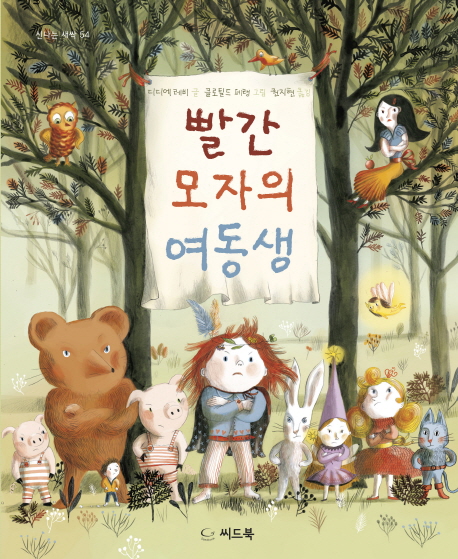 신나는 새싹 54
디디에 레비 글 클로틸드 페랭 그림 권지현 옮김
빨간
모자의
여동생
씨드북